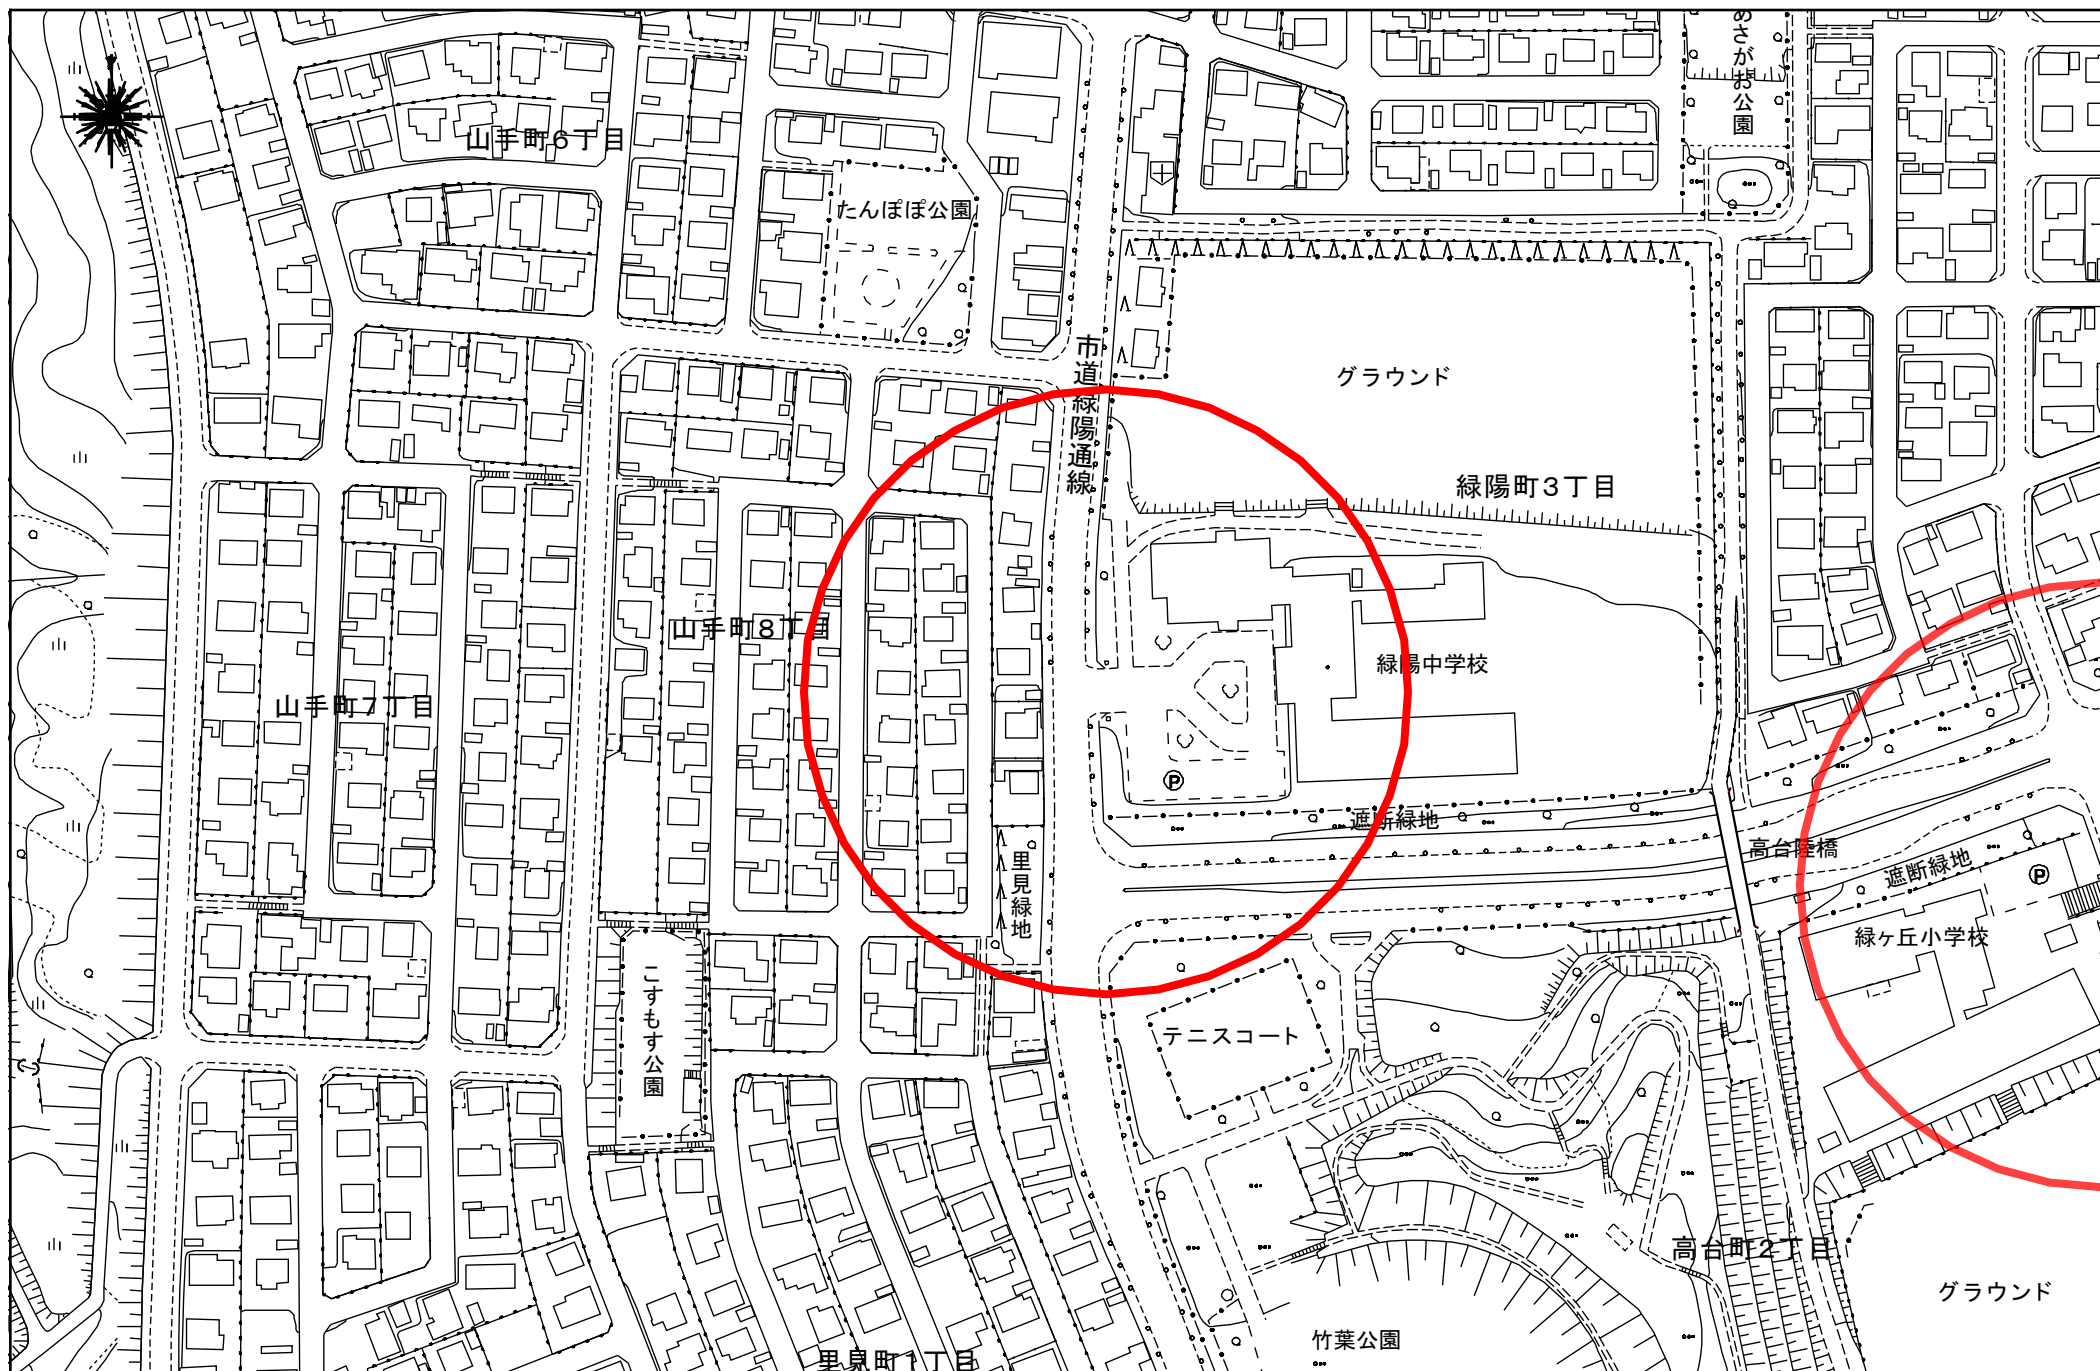 あさがお公園
山手町6丁目
たんぽぽ公園
市道緑陽通線
グラウンド
緑陽町3丁目
山手町8丁目
緑陽中学校
山手町7丁目
P
遮断緑地
高台陸橋
遮断緑地
P
里見緑地
緑ヶ丘小学校
こすもす公園
テニスコート
高台町2丁目
グラウンド
竹葉公園
里見町1丁目